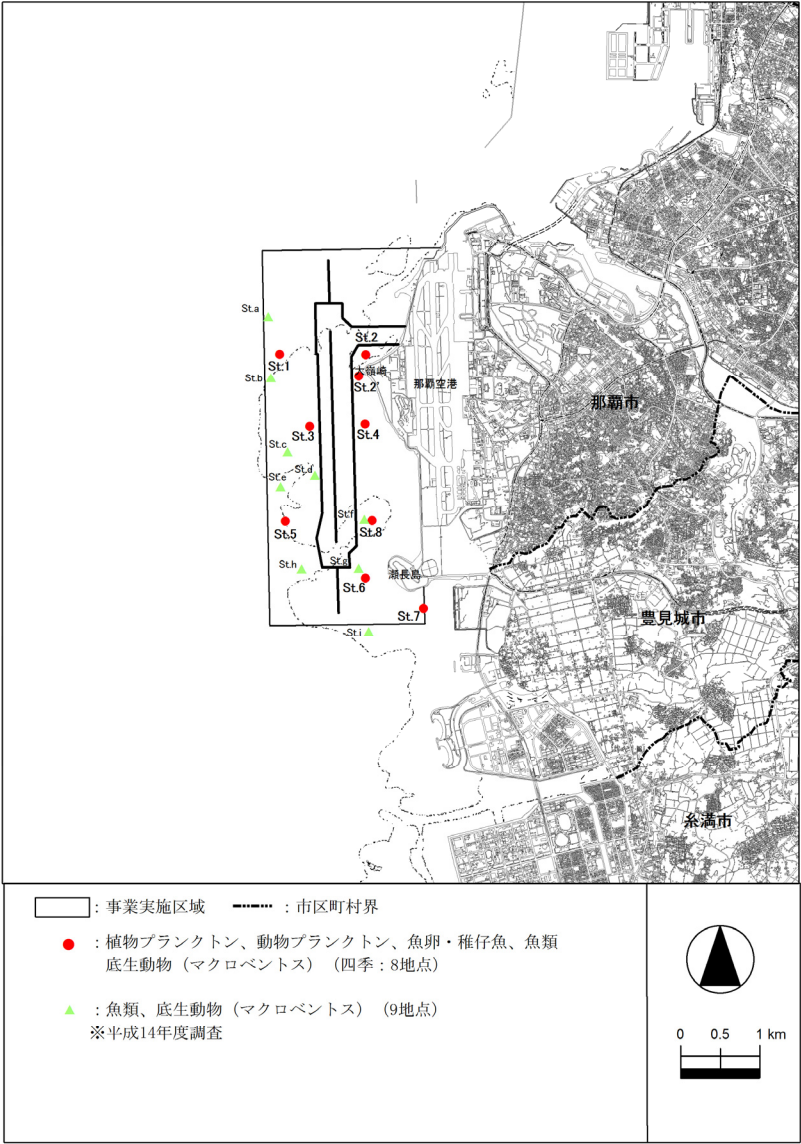 St.a
St.2
St.1
大嶺崎
St.b
St.2'
那覇空港
那覇市
St.3
St.4
St.c
St.d
St.e
St.f
St.5
St.8
St.h
St.g
瀬長島
St.6
St.7
豊見城市
St.i
糸満市
：事業実施区域
：市区町村界
：植物プランクトン、動物プランクトン、魚卵・稚仔魚、魚類
底生動物（マクロベントス）（四季：8地点）
：魚類、底生動物（マクロベントス）（9地点）
※平成14年度調査
0 0.5 1 km